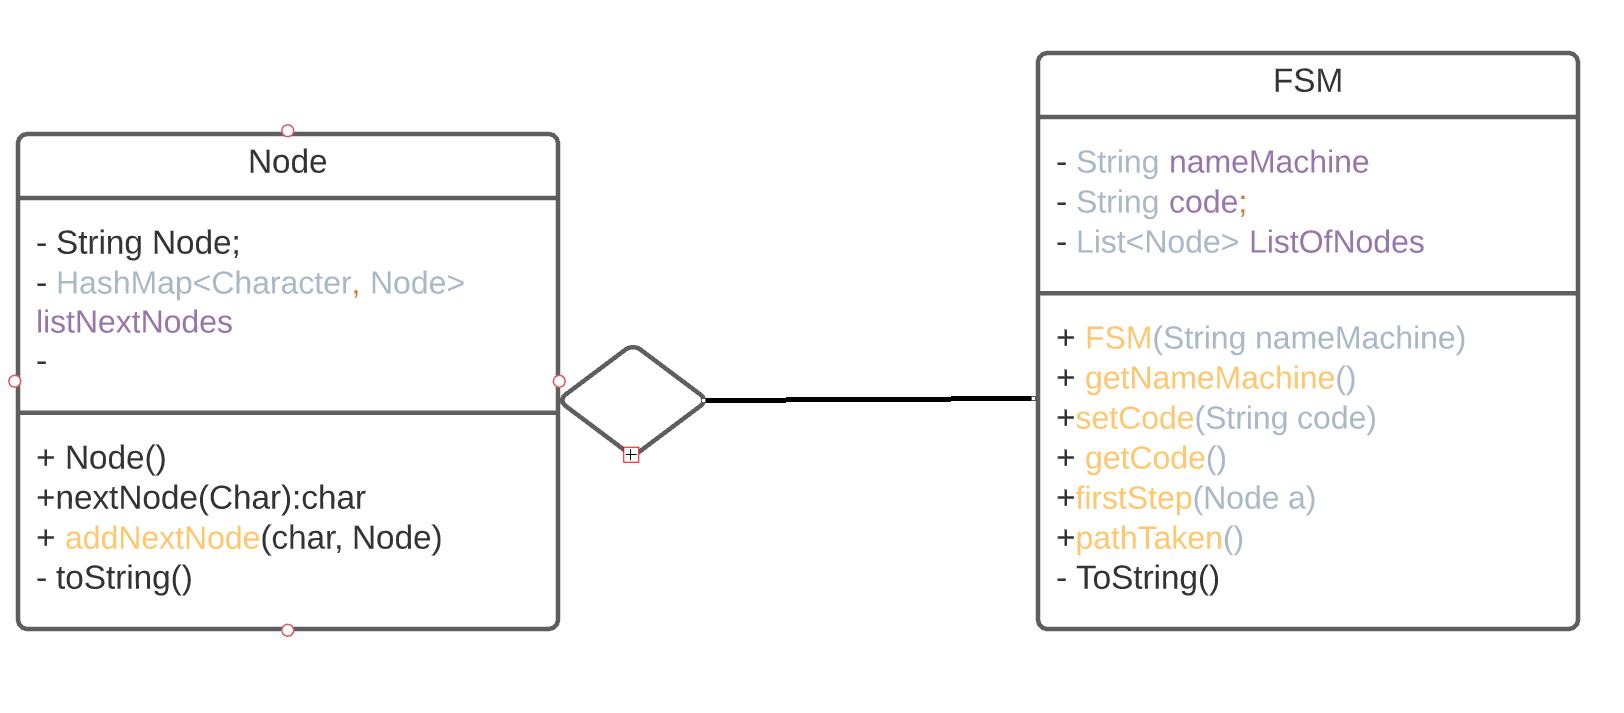 Node
- String Node;
- HashMap<Character, Node>
listNextNodes
-
+ Node()
+nextNode(Char):char
+ addNextNode(char, Node)
- toString()
FSM
- String nameMachine
- String code;
- List<Node> ListOfNodes
+ FSM(String nameMachine)
+ getNameMachine()
+setCode(String code)
+ getCode()
+firstStep(Node a)
+pathTaken()
- ToString()